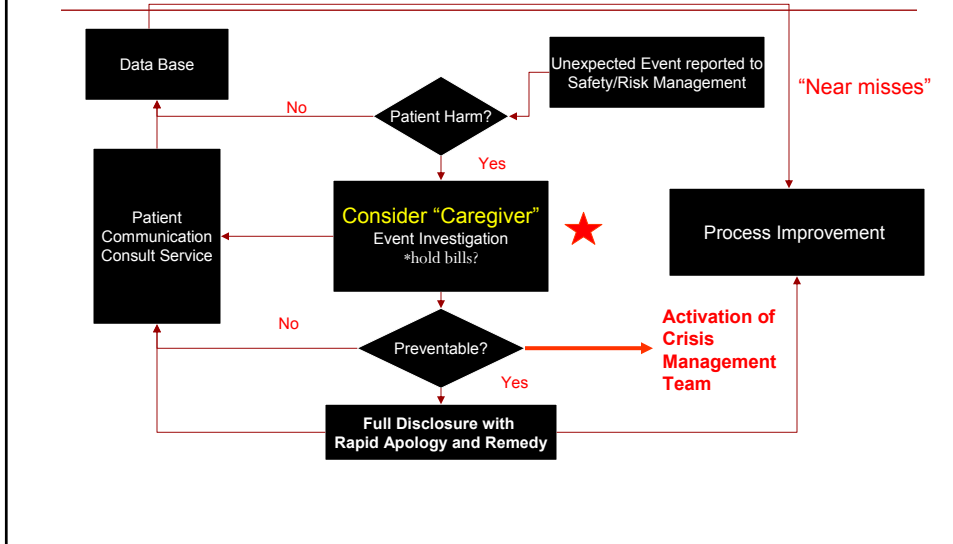 Data Base
Unexpected Event reported to
Safety/Risk Management
“Near misses”
No
Patient Harm?
Yes
Patient
Communication
Consult Service
Consider “Caregiver”
Event Investigation
*hold bills?
Process Improvement
No
Preventable?
Activation of
Crisis
Management
Team
Yes
Full Disclosure with
Rapid Apology and Remedy